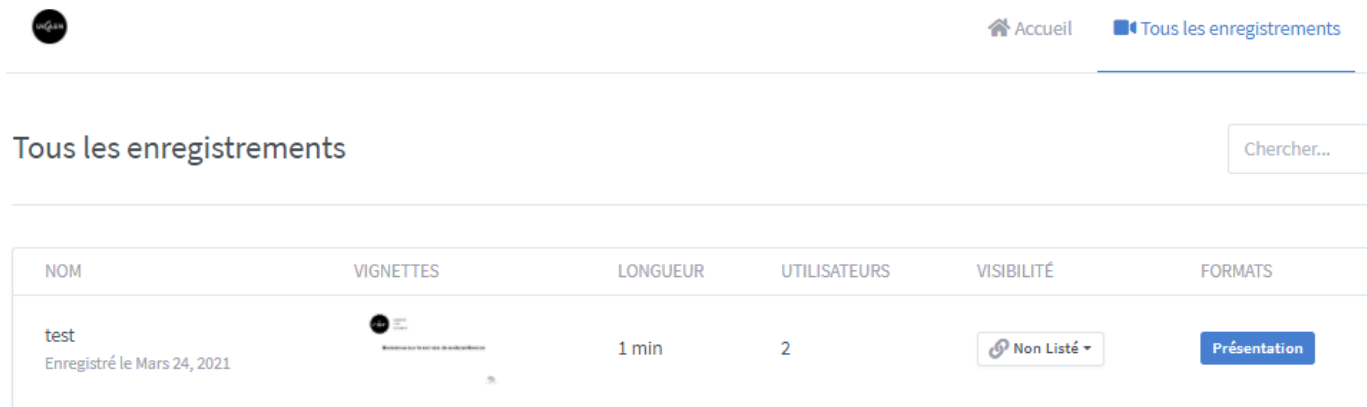 Accueil
Tous les enregistrements
Tous les enregistrements
Chercher...
NOM VIGNETTES LONGUEUR UTILISATEURS VISIBILITÉ FORMATS
test 1 min 2 Non Listé Présentation
Enregistré le Mars 24, 2021